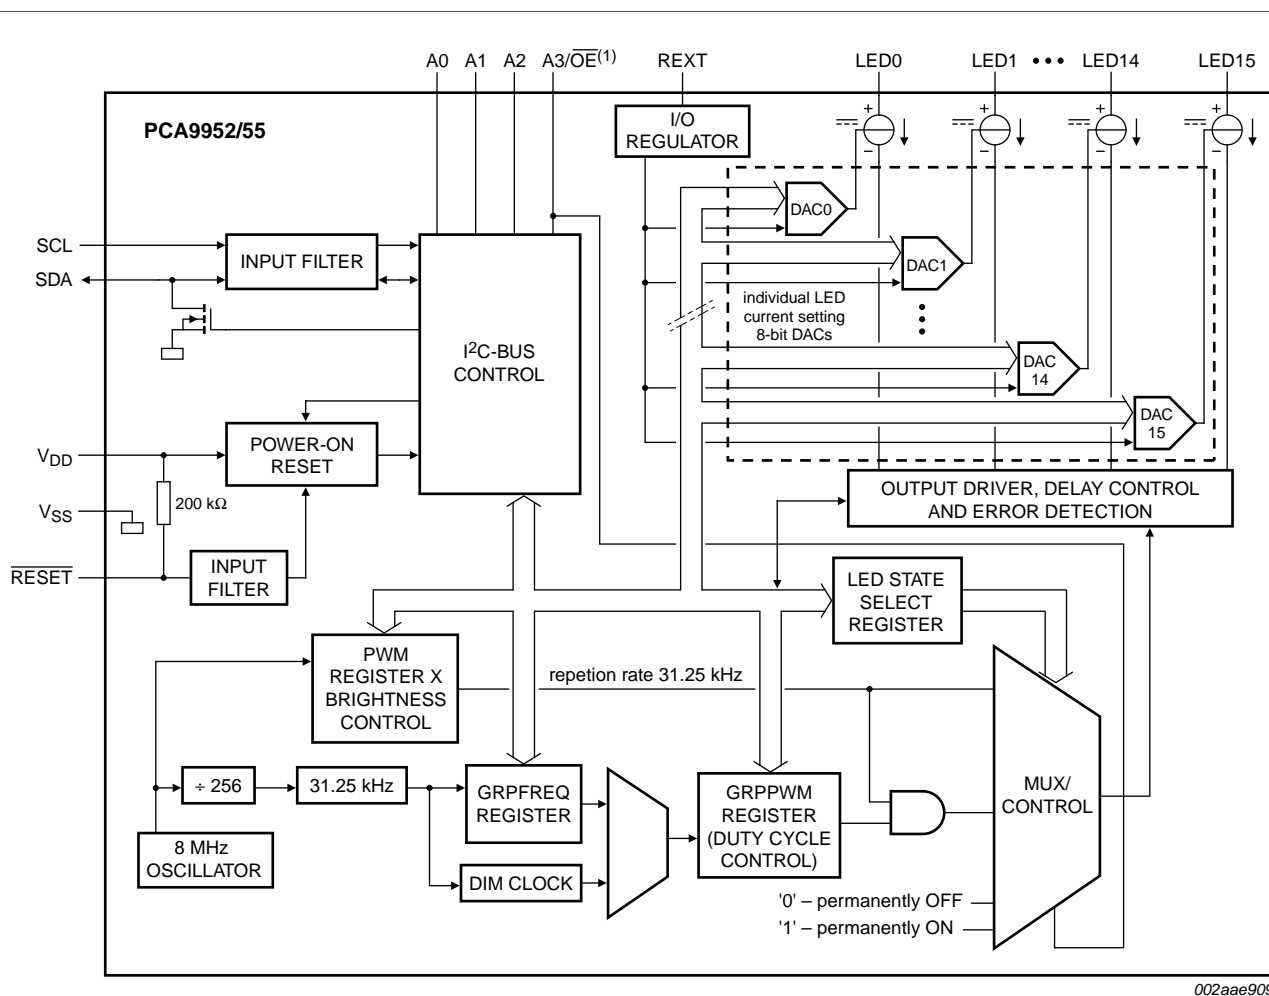 A0 A1 A2 A3/OE(1) REXT LED0 LED1 ••• LED14 LED15
PCA9952/55
I/O
REGULATOR
+ + + +
− − − −
DAC0
DAC1
individual LED
current setting
8-bit DACs
DAC
14
DAC
15
SCL
SDA
INPUT FILTER
I2C-BUS
CONTROL
VDD
POWER-ON
RESET
200 kΩ
VSS
RESET
INPUT
FILTER
OUTPUT DRIVER, DELAY CONTROL
AND ERROR DETECTION
LED STATE
SELECT
REGISTER
PWM
REGISTER X
BRIGHTNESS
CONTROL
repetion rate 31.25 kHz
÷ 256
31.25 kHz
GRPFREQ
REGISTER
GRPPWM
REGISTER
(DUTY CYCLE
CONTROL)
MUX/
CONTROL
8 MHz
OSCILLATOR
DIM CLOCK
'0' – permanently OFF
'1' – permanently ON
002aae909